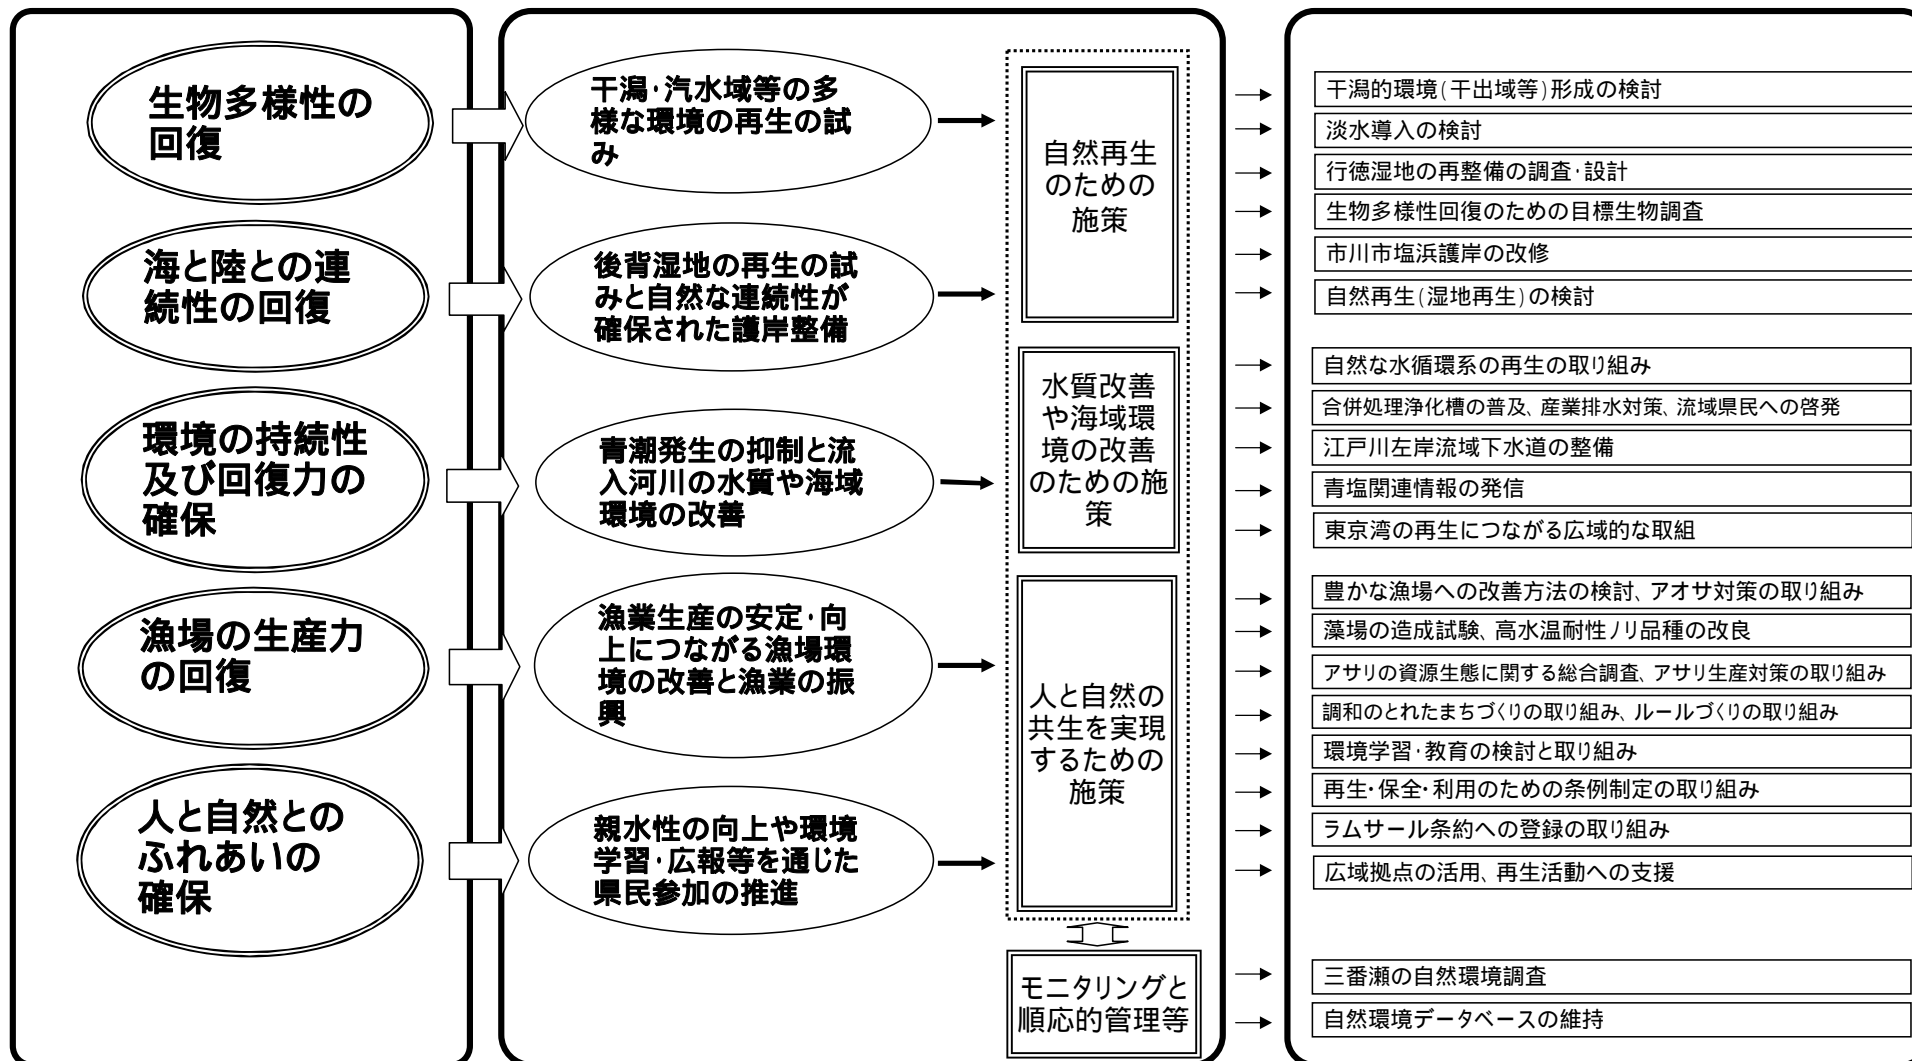 生物多様性の
回復
海と陸との連
続性の回復
環境の持続性
及び回復力の
確保
漁場の生産力
の回復
人と自然との
ふれあいの
確保
干潟・汽水域等の多
様な環境の再生の試
み
後背湿地の再生の試
みと自然な連続性が
確保された護岸整備
青潮発生の抑制と流
入河川の水質や海域
環境の改善
漁業生産の安定・向
上につながる漁場環
境の改善と漁業の振
興
親水性の向上や環境
学習・広報等を通じた
県民参加の推進
自然再生
のための
施策
水質改善
や海域環
境の改善
のための施
策
人と自然の
共生を実現
するための
施策
モニタリングと
順応的管理等
干潟的環境(干出域等)形成の検討
淡水導入の検討
行徳湿地の再整備の調査・設計
生物多様性回復のための目標生物調査
市川市塩浜護岸の改修
自然再生(湿地再生)の検討
自然な水循環系の再生の取り組み
合併処理浄化槽の普及、産業排水対策、流域県民への啓発
江戸川左岸流域下水道の整備
青塩関連情報の発信
東京湾の再生につながる広域的な取組
豊かな漁場への改善方法の検討、アオサ対策の取り組み
藻場の造成試験、高水温耐性ノリ品種の改良
アサリの資源生態に関する総合調査、アサリ生産対策の取り組み
調和のとれたまちづくりの取り組み、ルールづくりの取り組み
環境学習・教育の検討と取り組み
再生・保全・利用のための条例制定の取り組み
ラムサール条約への登録の取り組み
広域拠点の活用、再生活動への支援
三番瀬の自然環境調査
自然環境データベースの維持